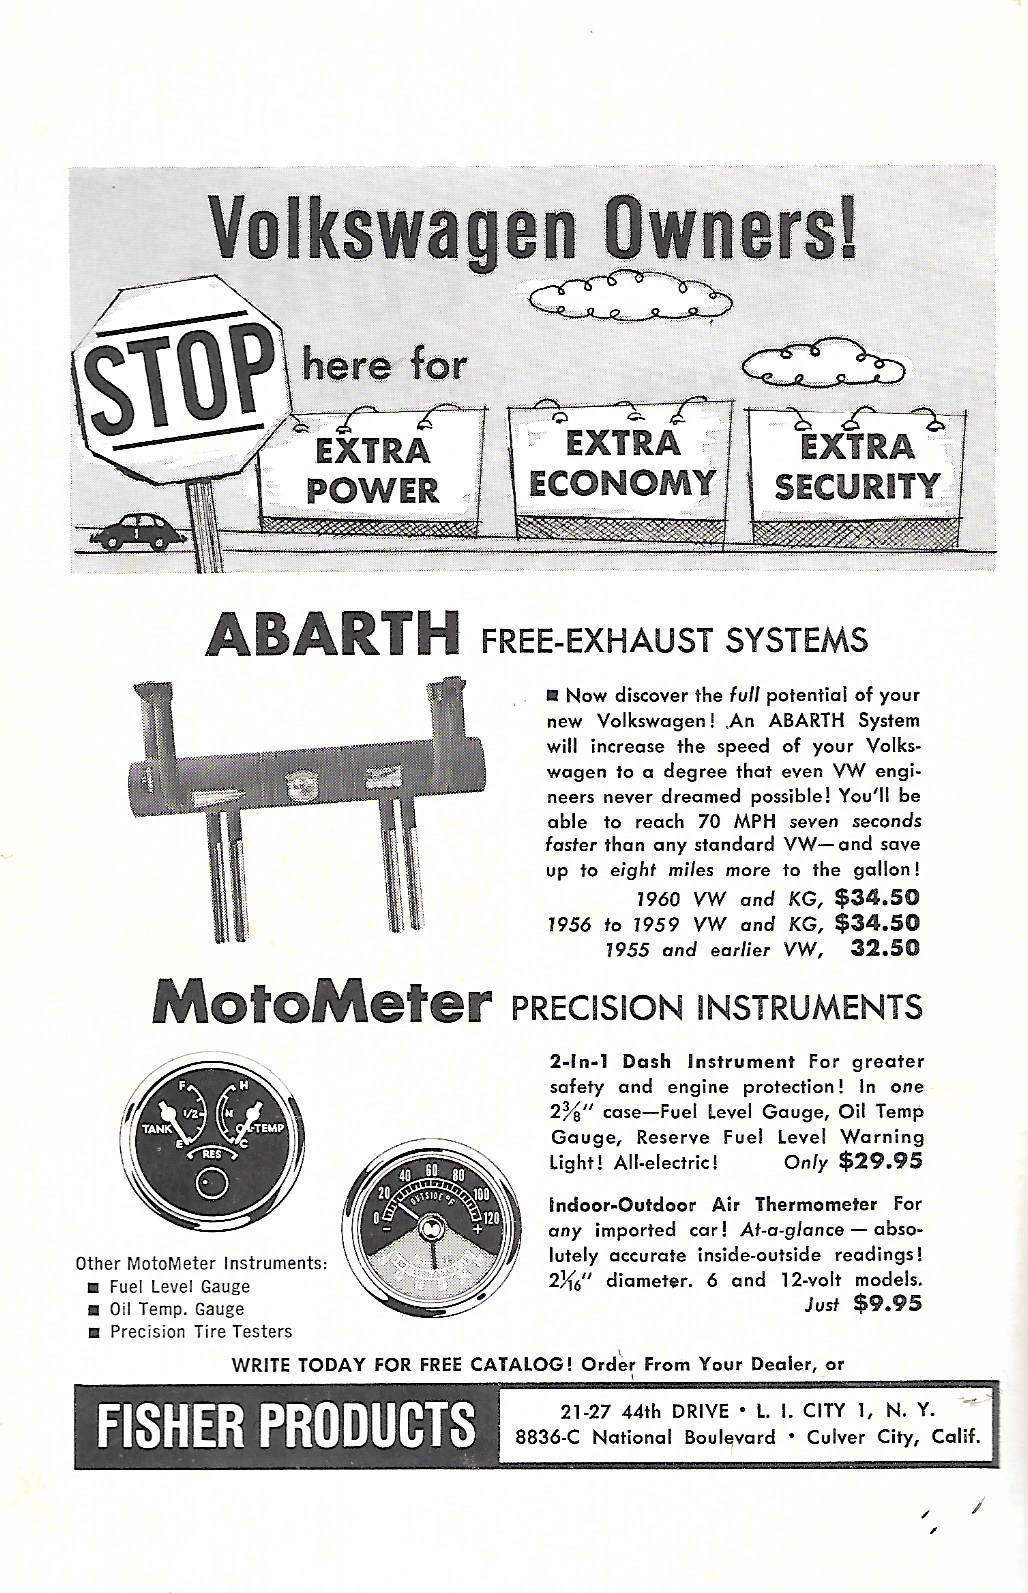 Volkswagen Owners!
STOP
here for
EXTRA
POWER
EXTRA
ECONOMY
EXTRA
SECURITY
ABARTH FREE-EXHAUST SYSTEMS
■ Now discover the full potential of your
new Volkswagen! An ABARTH System
will increase the speed of your Volks-
wagen to a degree that even VW engi-
neers never dreamed possible! You'll be
able to reach 70 MPH seven seconds
faster than any standard VW—and save
up to eight miles more to the gallon!
1960 VW and KG, $34.50
1956 to 1959 VW and KG, $34.50
1955 and earlier VW, 32.50
MotoMeter PRECISION INSTRUMENTS
F H
1/2 N
TANK TEMP
E C
RES
20 40 60 80 100
0 OUTSIDE °F 120
- +
2-In-1 Dash Instrument For greater
safety and engine protection! In one
2⅜" case—Fuel Level Gauge, Oil Temp
Gauge, Reserve Fuel Level Warning
Light! All-electric! Only $29.95
Indoor-Outdoor Air Thermometer For
any imported car! At-a-glance — abso-
lutely accurate inside-outside readings!
2 1/16" diameter. 6 and 12-volt models.
Just $9.95
Other MotoMeter Instruments:
■ Fuel Level Gauge
■ Oil Temp. Gauge
■ Precision Tire Testers
WRITE TODAY FOR FREE CATALOG! Order From Your Dealer, or
FISHER PRODUCTS
21-27 44th DRIVE • L. I. CITY 1, N. Y.
8836-C National Boulevard • Culver City, Calif.